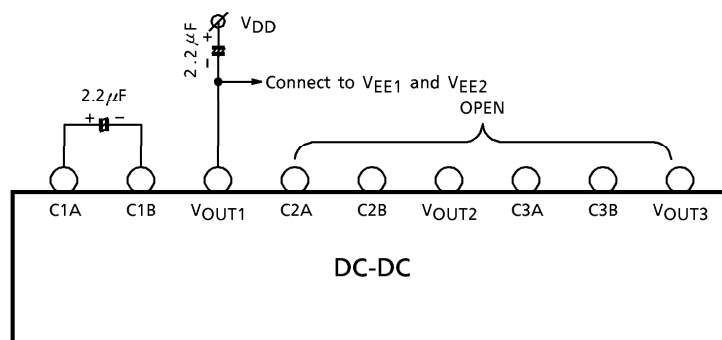 VDD
2.2μF
+
−
Connect to VEE1 and VEE2
OPEN
2.2μF
+ −
C1A C1B VOUT1 C2A C2B VOUT2 C3A C3B VOUT3
DC-DC